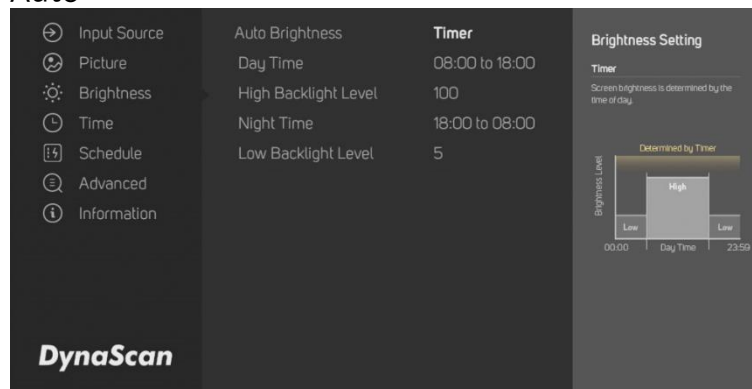 Input Source
Picture
Brightness
Time
Schedule
Advanced
Information
DynaScan
Auto Brightness Timer
Day Time 08:00 to 18:00
High Backlight Level 100
Night Time 18:00 to 08:00
Low Backlight Level 5
Brightness Setting
Timer
Screen brightness is determined by the
time of day.
Determined by Timer
Brightness Level
High
Low
Low
00:00 Day Time 23:59